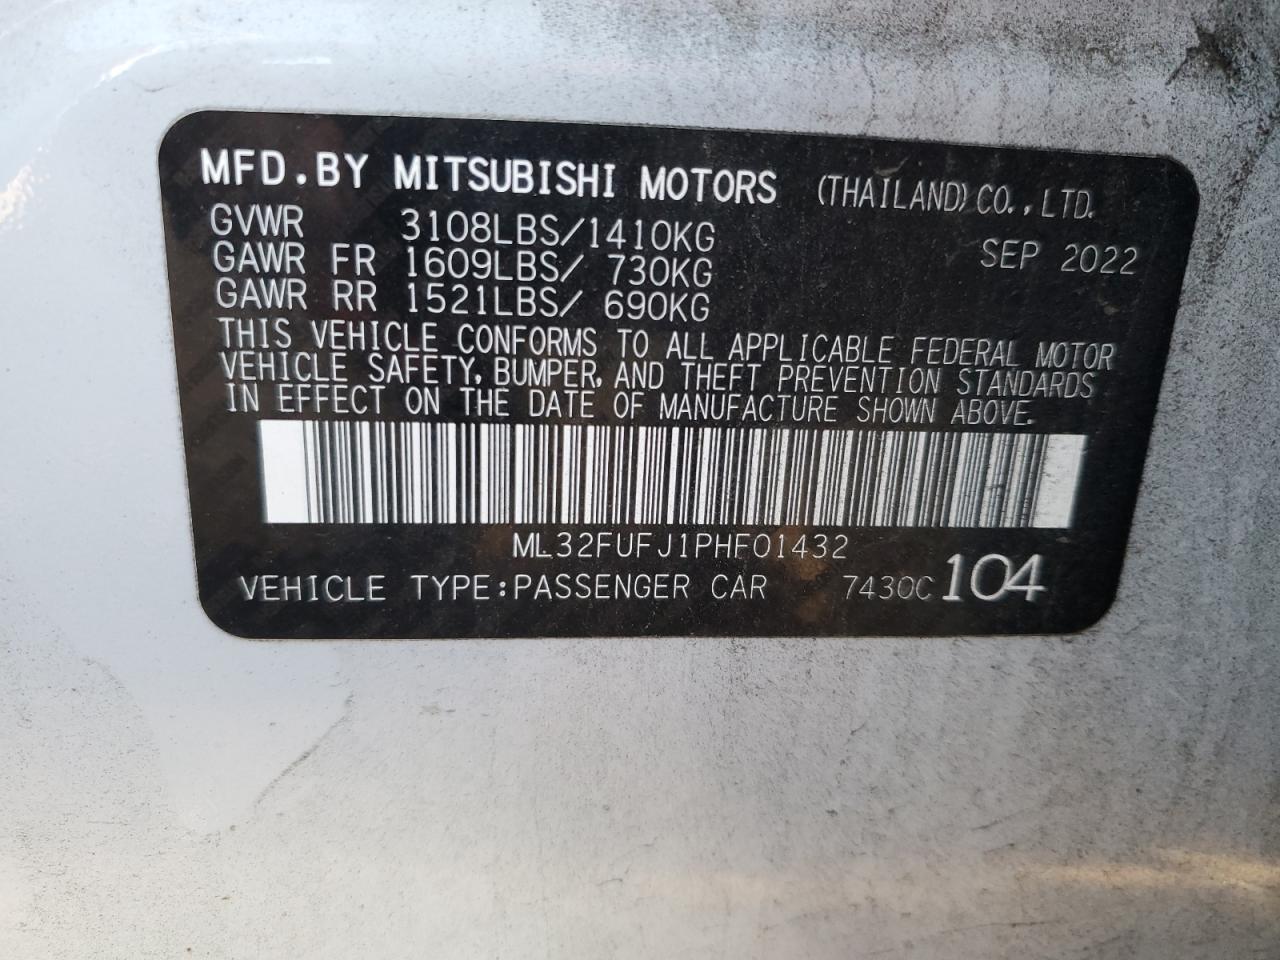 MFD.BY MITSUBISHI MOTORS (THAILAND)CO.,LTD.
GVWR 3108LBS/1410KG SEP 2022
GAWR FR 1609LBS/ 730KG
GAWR RR 1521LBS/ 690KG
THIS VEHICLE CONFORMS TO ALL APPLICABLE FEDERAL MOTOR
VEHICLE SAFETY, BUMPER, AND THEFT PREVENTION STANDARDS
IN EFFECT ON THE DATE OF MANUFACTURE SHOWN ABOVE.
ML32FUFJ1PHF01432
VEHICLE TYPE:PASSENGER CAR 7430C 104